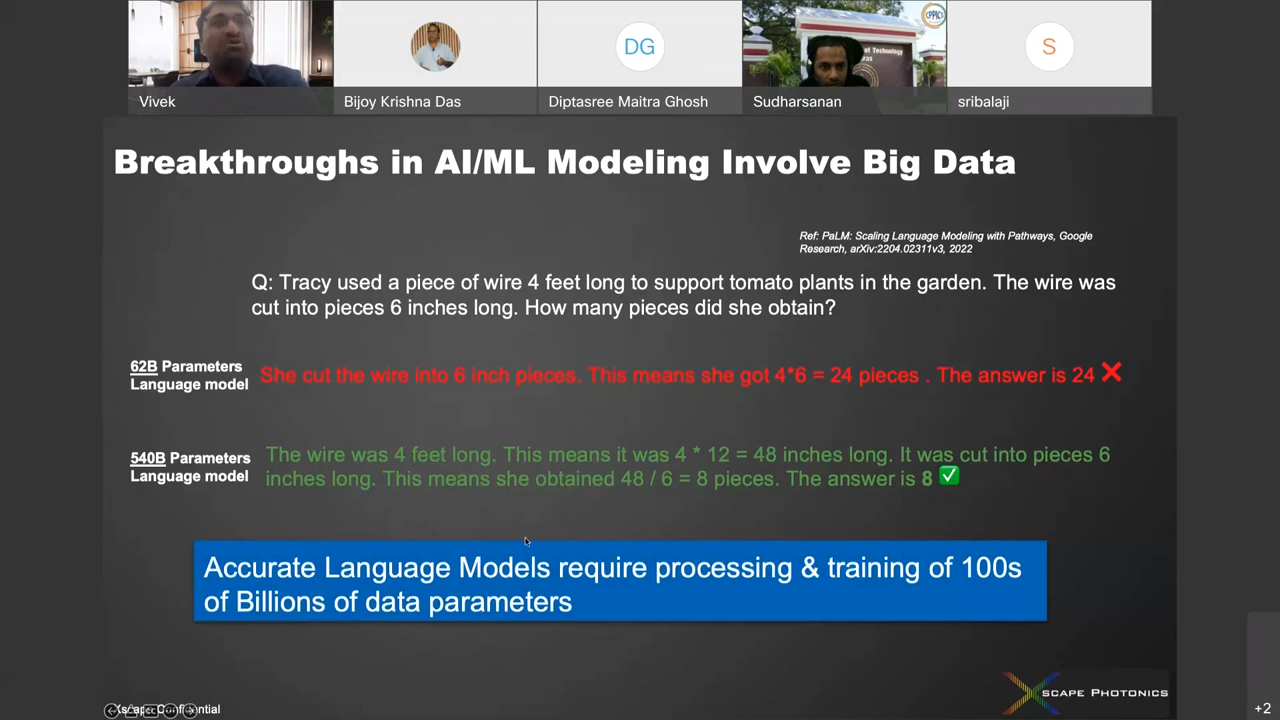 Vivek
Bijoy Krishna Das
DG
Diptasree Maitra Ghosh
CPPICS
of Technology
Sudharsanan
S
sribalaji
Breakthroughs in AI/ML Modeling Involve Big Data
Ref: PaLM: Scaling Language Modeling with Pathways, Google
Research, arXiv:2204.02311v3, 2022
Q: Tracy used a piece of wire 4 feet long to support tomato plants in the garden. The wire was
cut into pieces 6 inches long. How many pieces did she obtain?
62B Parameters
Language model
She cut the wire into 6 inch pieces. This means she got 4*6 = 24 pieces . The answer is 24
540B Parameters
Language model
The wire was 4 feet long. This means it was 4 * 12 = 48 inches long. It was cut into pieces 6
inches long. This means she obtained 48 / 6 = 8 pieces. The answer is 8
Accurate Language Models require processing & training of 100s
of Billions of data parameters
Xscape Confidential
XSCAPE PHOTONICS
+2